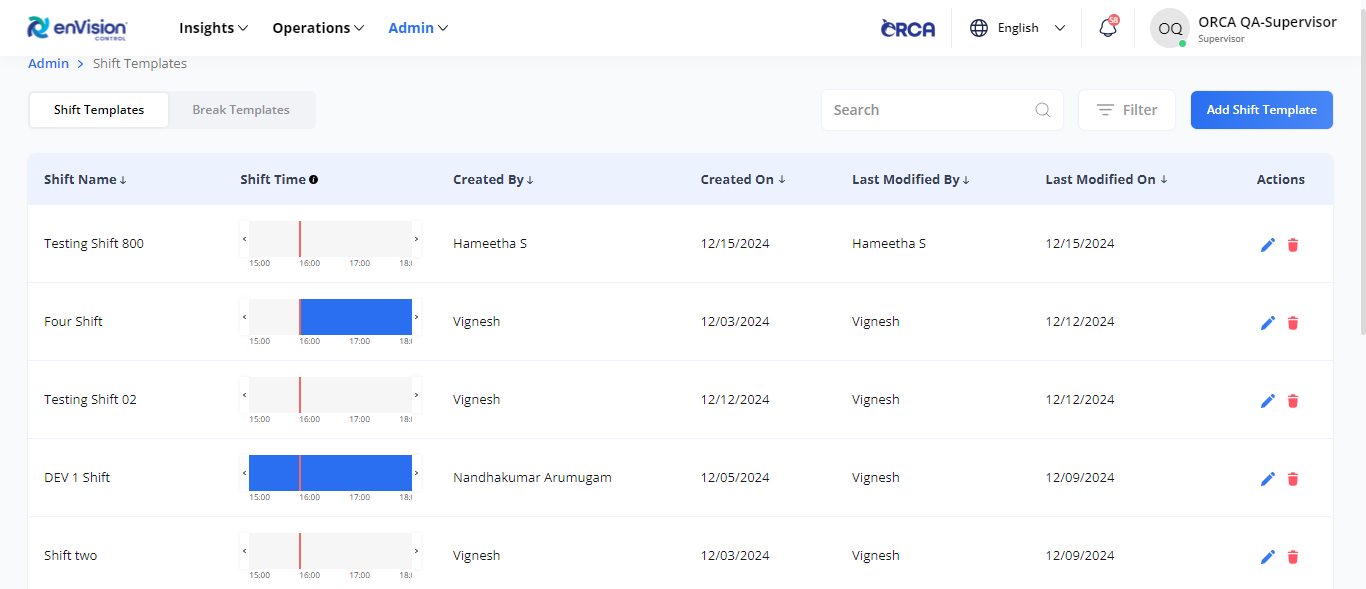 enVision
CONTROL
Insights Operations Admin
ORCA
English
58
OQ
ORCA QA-Supervisor
Supervisor
Admin > Shift Templates
Shift Templates Break Templates
Search
Filter
Add Shift Template
Shift Name↓ Shift Time Created By↓ Created On ↓ Last Modified By↓ Last Modified On ↓ Actions
Testing Shift 800 Hameetha S 12/15/2024 Hameetha S 12/15/2024
15:00 16:00 17:00 18:
Four Shift Vignesh 12/03/2024 Vignesh 12/12/2024
15:00 16:00 17:00 18:
Testing Shift 02 Vignesh 12/12/2024 Vignesh 12/12/2024
15:00 16:00 17:00 18:
DEV 1 Shift Nandhakumar Arumugam 12/05/2024 Vignesh 12/09/2024
15:00 16:00 17:00 18:
Shift two Vignesh 12/03/2024 Vignesh 12/09/2024
15:00 16:00 17:00 18: